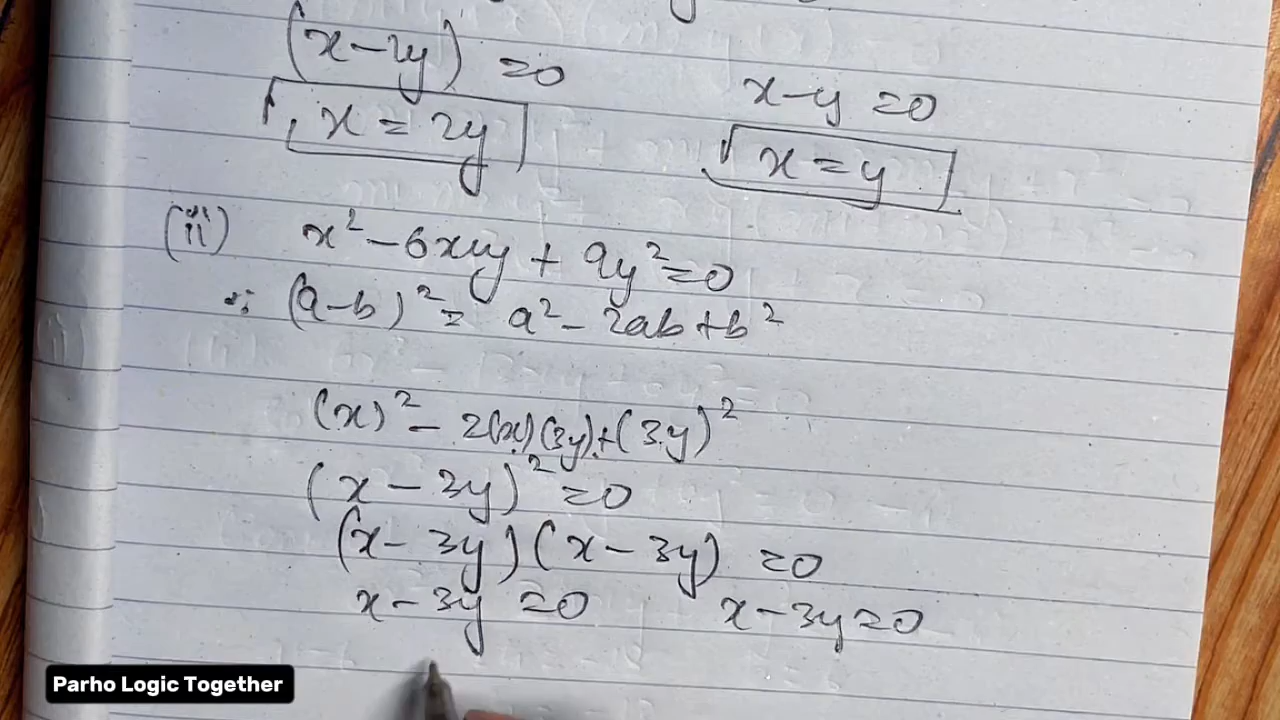 (x-2y) =0
x-y =0
x = 2y
x = y
(ii) x² - 6xy + 9y² = 0
∵ (a-b)² = a² - 2ab + b²
(x)² - 2(x)(3y) + (3y)²
(x - 3y)² = 0
(x - 3y)(x - 3y) = 0
x - 3y = 0 x - 3y = 0
Parho Logic Together